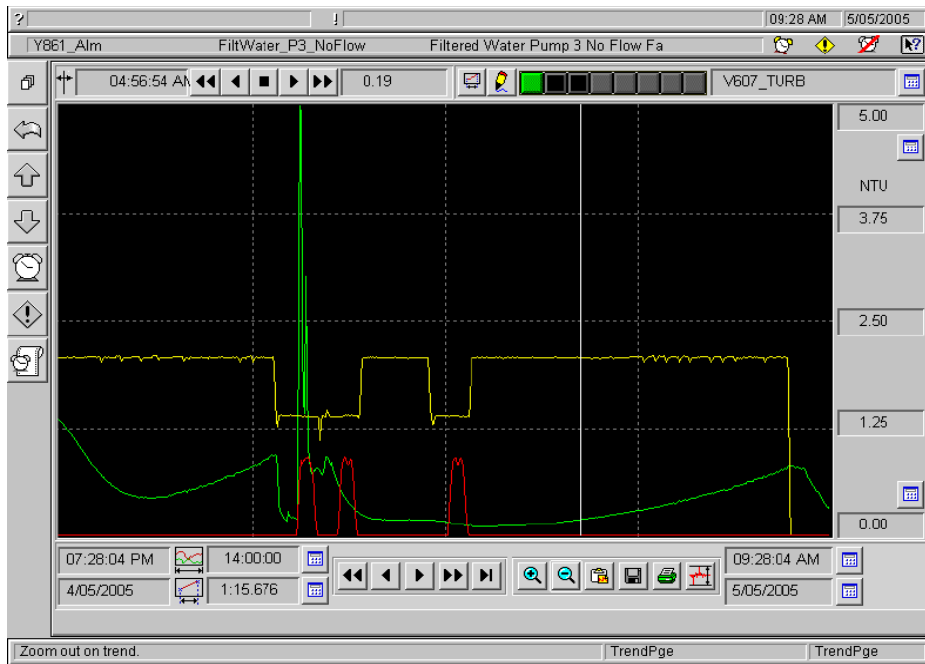 ? ! 09:28 AM 5/05/2005
Y861_Alm FiltWater_P3_NoFlow Filtered Water Pump 3 No Flow Fa
04:56:54 AM 0.19 V607_TURB
5.00
NTU
3.75
2.50
1.25
0.00
07:28:04 PM 14:00:00 09:28:04 AM
4/05/2005 1:15.676 5/05/2005
Zoom out on trend. TrendPge TrendPge